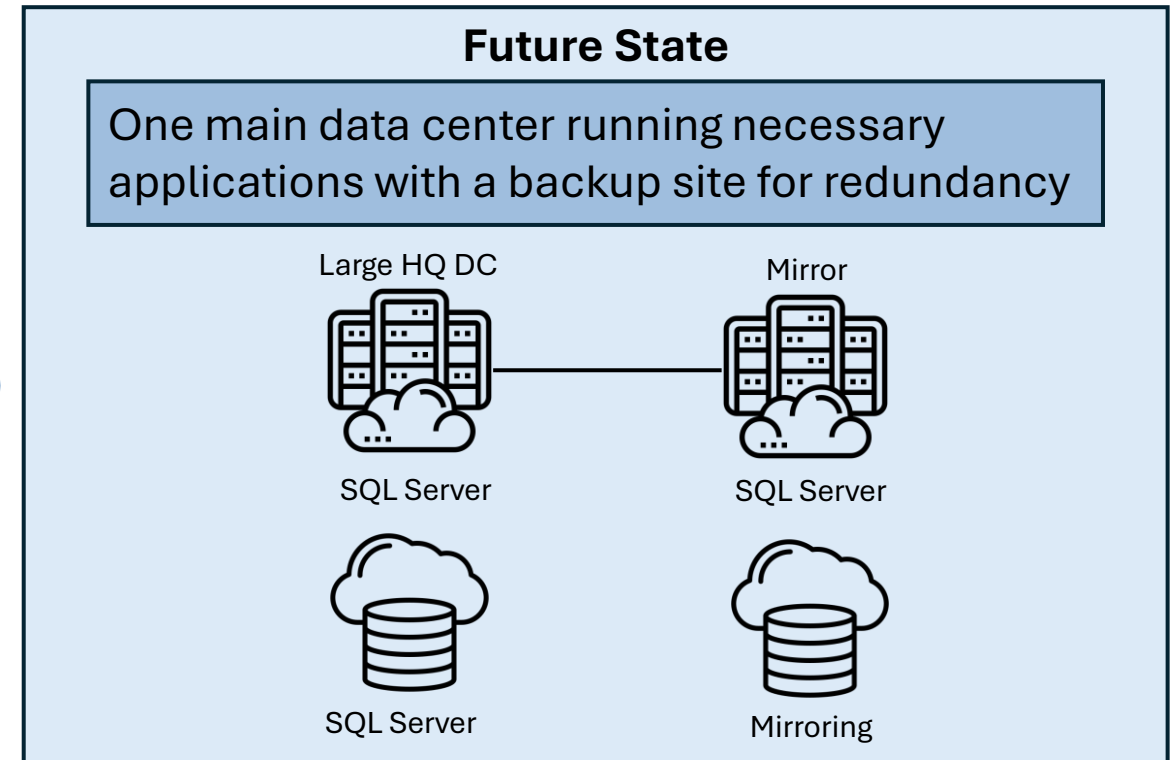 Future State
One main data center running necessary
applications with a backup site for redundancy
Large HQ DC
Mirror
SQL Server
SQL Server
SQL Server
Mirroring